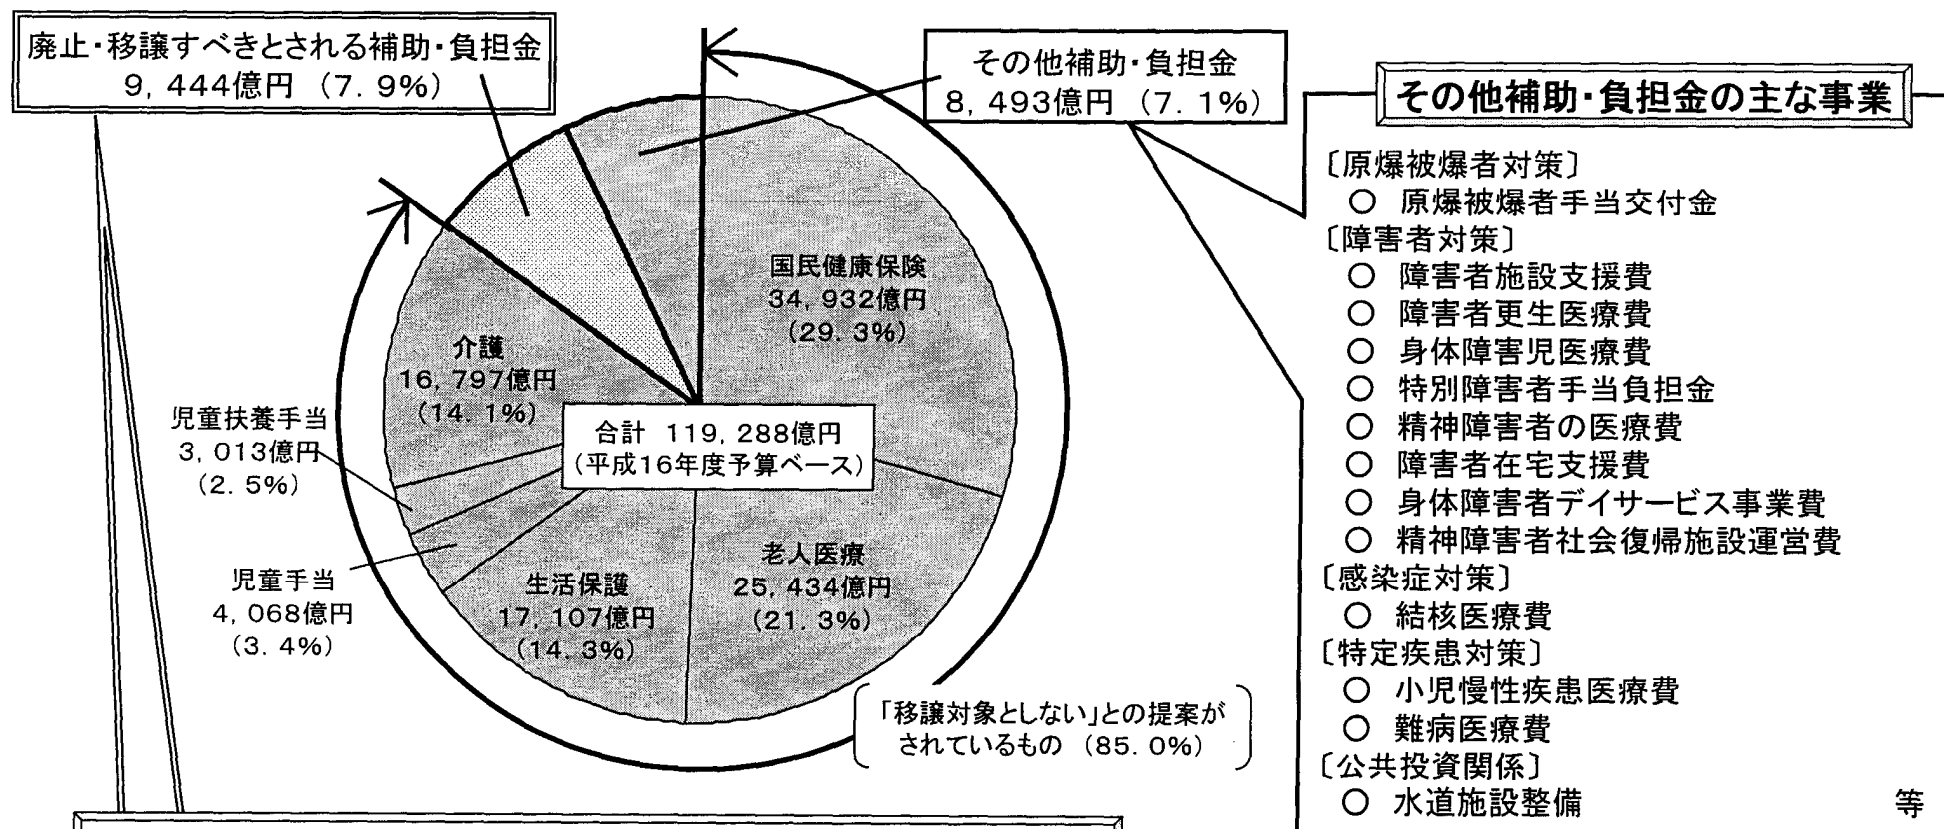 廃止・移譲すべきとされる補助・負担金
9,444億円 (7.9%)
その他補助・負担金
8,493億円 (7.1%)
国民健康保険
34,932億円
(29.3%)
介護
16,797億円
(14.1%)
児童扶養手当
3,013億円
(2.5%)
合計 119,288億円
(平成16年度予算ベース)
児童手当
4,068億円
(3.4%)
生活保護
17,107億円
(14.3%)
老人医療
25,434億円
(21.3%)
「移譲対象としない」との提案が
されているもの (85.0%)
その他補助・負担金の主な事業
〔原爆被爆者対策〕
○ 原爆被爆者手当交付金
〔障害者対策〕
○ 障害者施設支援費
○ 障害者更生医療費
○ 身体障害児医療費
○ 特別障害者手当負担金
○ 精神障害者の医療費
○ 障害者在宅支援費
○ 身体障害者デイサービス事業費
○ 精神障害者社会復帰施設運営費
〔感染症対策〕
○ 結核医療費
〔特定疾患対策〕
○ 小児慢性疾患医療費
○ 難病医療費
〔公共投資関係〕
○ 水道施設整備 等